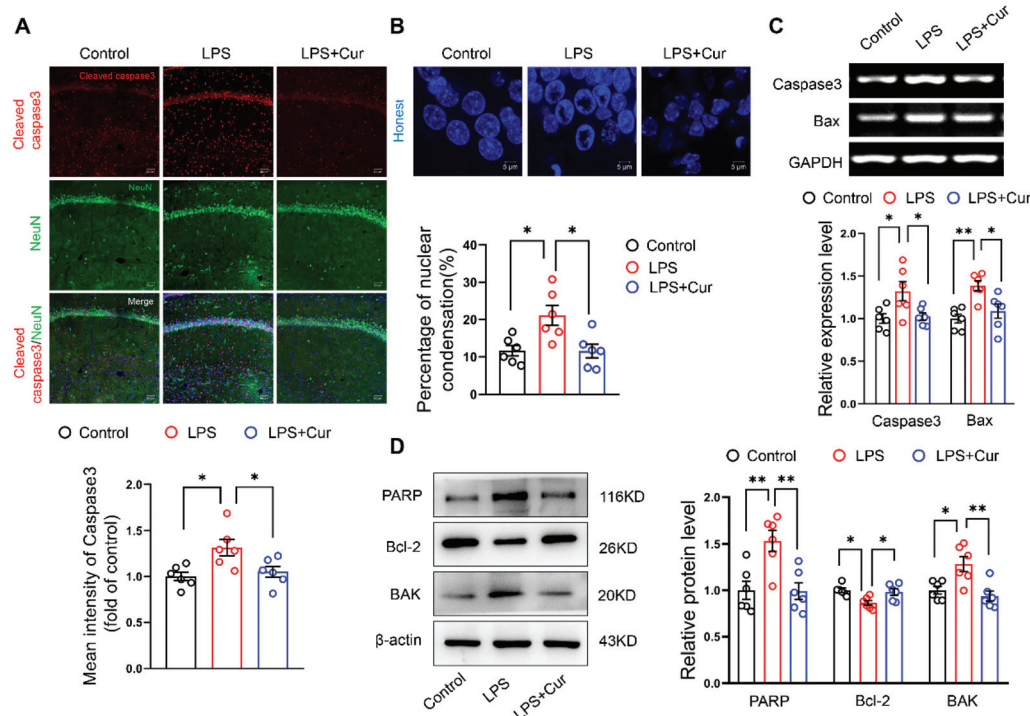 A
Control LPS LPS+Cur
Cleaved caspase3
Cleaved
caspase3
NeuN
NeuN
Merge
Cleaved
caspase3/NeuN
Control LPS LPS+Cur
Mean intensity of Caspase3
(fold of control)
2.0
1.5
1.0
0.5
0.0
* *
B
Control LPS LPS+Cur
Honest
5 μm 5 μm 5 μm
Percentage of nuclear
condensation(%)
40
30
20
10
0
* *
Control
LPS
LPS+Cur
C
Control LPS LPS+Cur
Caspase3
Bax
GAPDH
Control LPS LPS+Cur
Relative expression level
2.0
1.5
1.0
0.5
0.0
* * ** *
Caspase3 Bax
D
PARP 116KD
Bcl-2 26KD
BAK 20KD
β-actin 43KD
Control LPS LPS+Cur
Control LPS LPS+Cur
Relative protein level
2.0
1.5
1.0
0.5
0.0
** ** * * * **
PARP Bcl-2 BAK